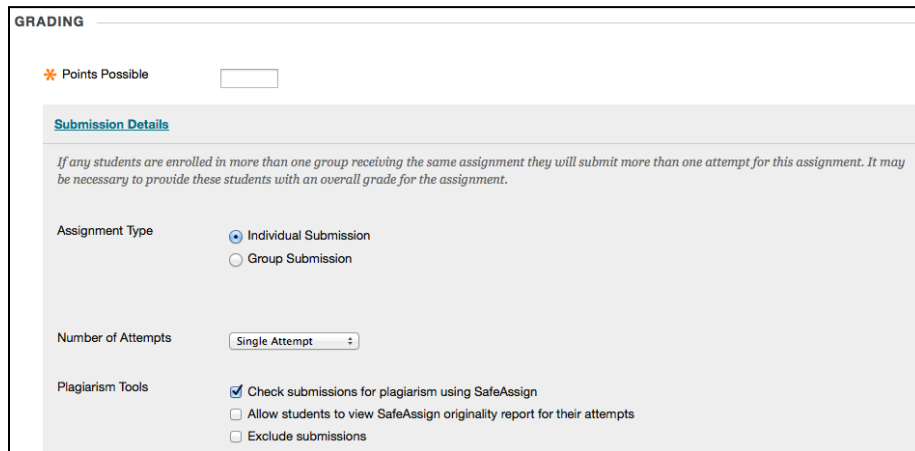 GRADING
* Points Possible
Submission Details
If any students are enrolled in more than one group receiving the same assignment they will submit more than one attempt for this assignment. It may
be necessary to provide these students with an overall grade for the assignment.
Assignment Type
Individual Submission
Group Submission
Number of Attempts
Single Attempt
Plagiarism Tools
Check submissions for plagiarism using SafeAssign
Allow students to view SafeAssign originality report for their attempts
Exclude submissions